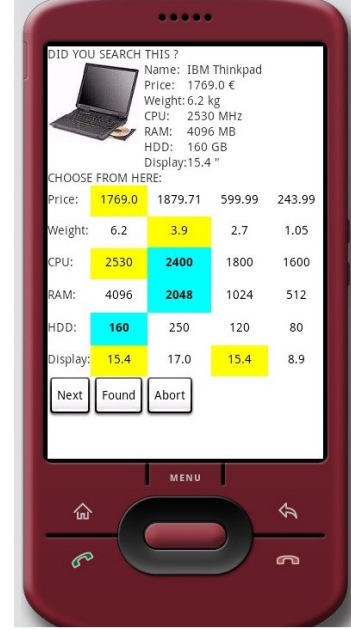 DID YOU SEARCH THIS ?
Name: IBM Thinkpad
Price: 1769.0 €
Weight: 6.2 kg
CPU: 2530 MHz
RAM: 4096 MB
HDD: 160 GB
Display: 15.4 "
CHOOSE FROM HERE:
Price: 1769.0 1879.71 599.99 243.99
Weight: 6.2 3.9 2.7 1.05
CPU: 2530 2400 1800 1600
RAM: 4096 2048 1024 512
HDD: 160 250 120 80
Display: 15.4 17.0 15.4 8.9
Next Found Abort
MENU